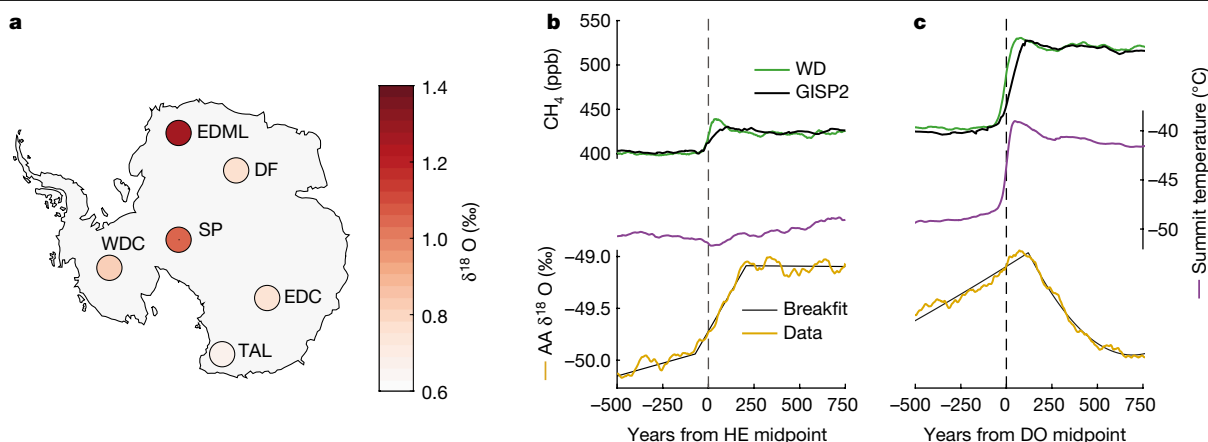 a
EDML
DF
SP
WDC
EDC
TAL
1.4
1.2
1.0
0.8
0.6
δ¹⁸ O (‰)
b
550
500
450
400
CH₄ (ppb)
WD
GISP2
−49.0
−49.5
−50.0
AA δ¹⁸ O (‰)
Breakfit
Data
−500 −250 0 250 500 750
Years from HE midpoint
c
−40
−45
−50
Summit temperature (°C)
−500 −250 0 250 500 750
Years from DO midpoint